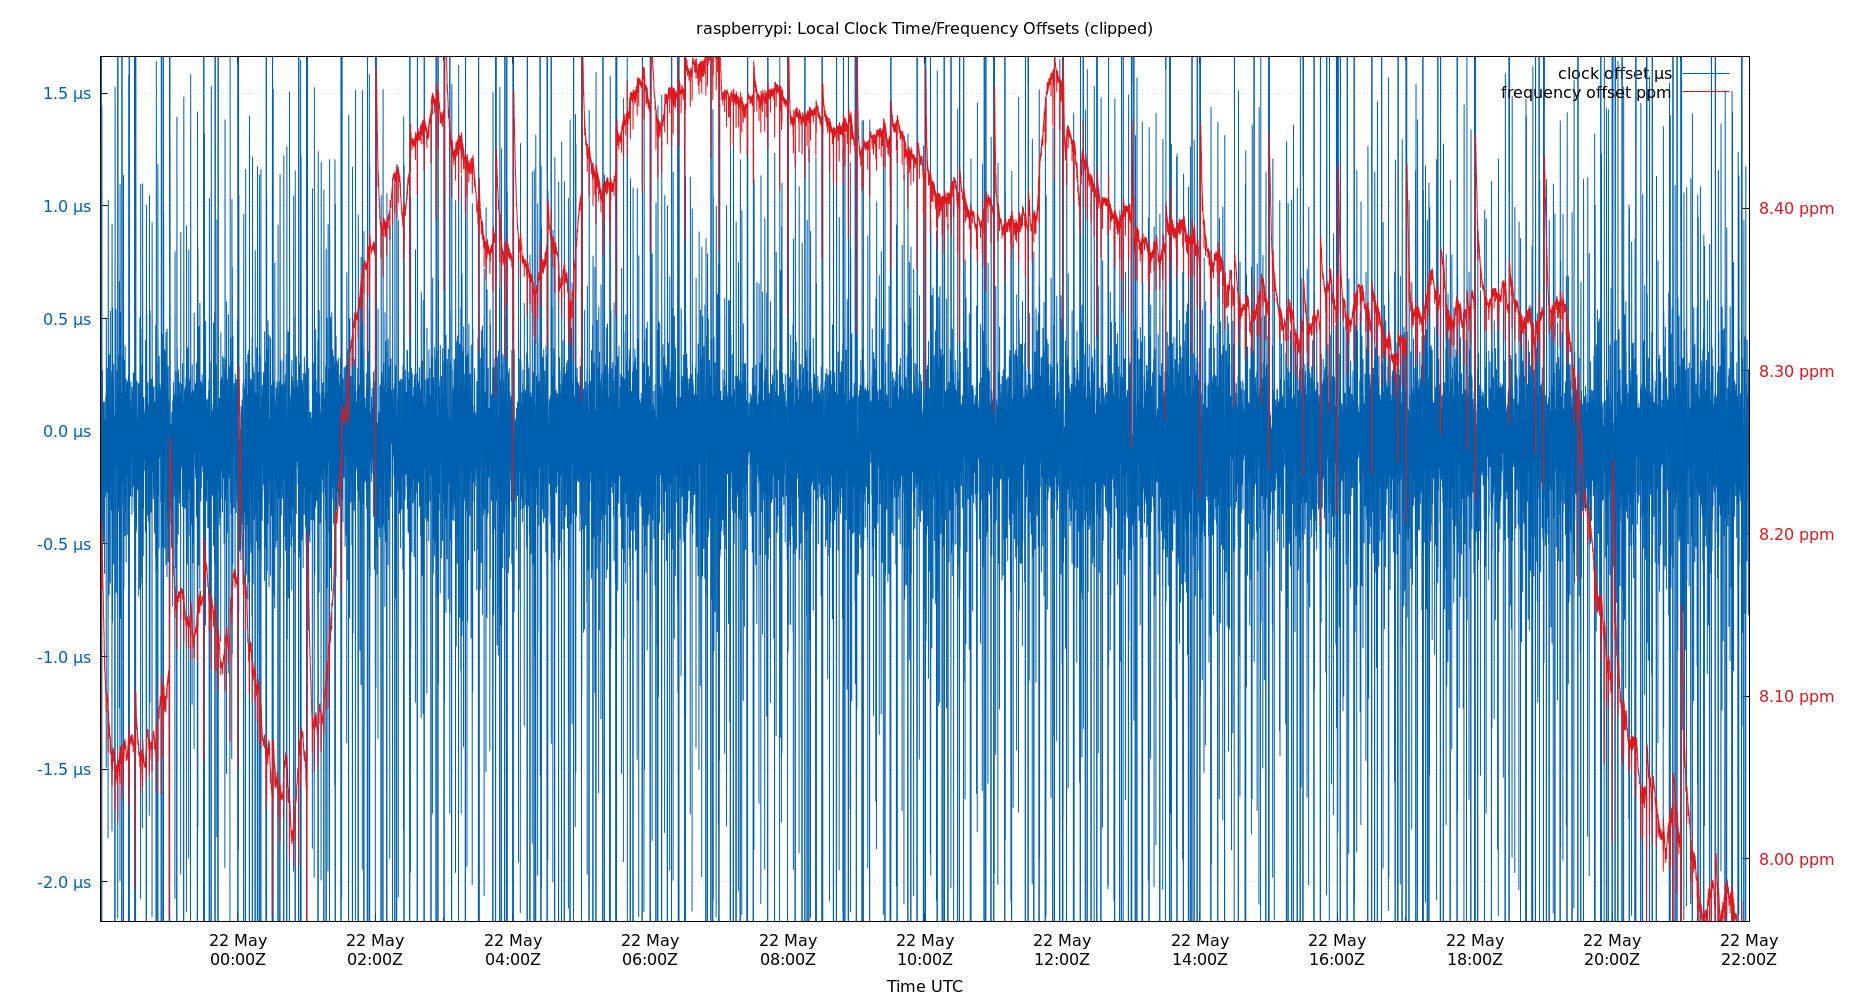 raspberrypi: Local Clock Time/Frequency Offsets (clipped)
clock offset µs
frequency offset ppm
1.5 µs
1.0 µs
0.5 µs
0.0 µs
-0.5 µs
-1.0 µs
-1.5 µs
-2.0 µs
8.40 ppm
8.30 ppm
8.20 ppm
8.10 ppm
8.00 ppm
22 May 22 May 22 May 22 May 22 May 22 May 22 May 22 May 22 May 22 May 22 May 22 May
00:00Z 02:00Z 04:00Z 06:00Z 08:00Z 10:00Z 12:00Z 14:00Z 16:00Z 18:00Z 20:00Z 22:00Z
Time UTC